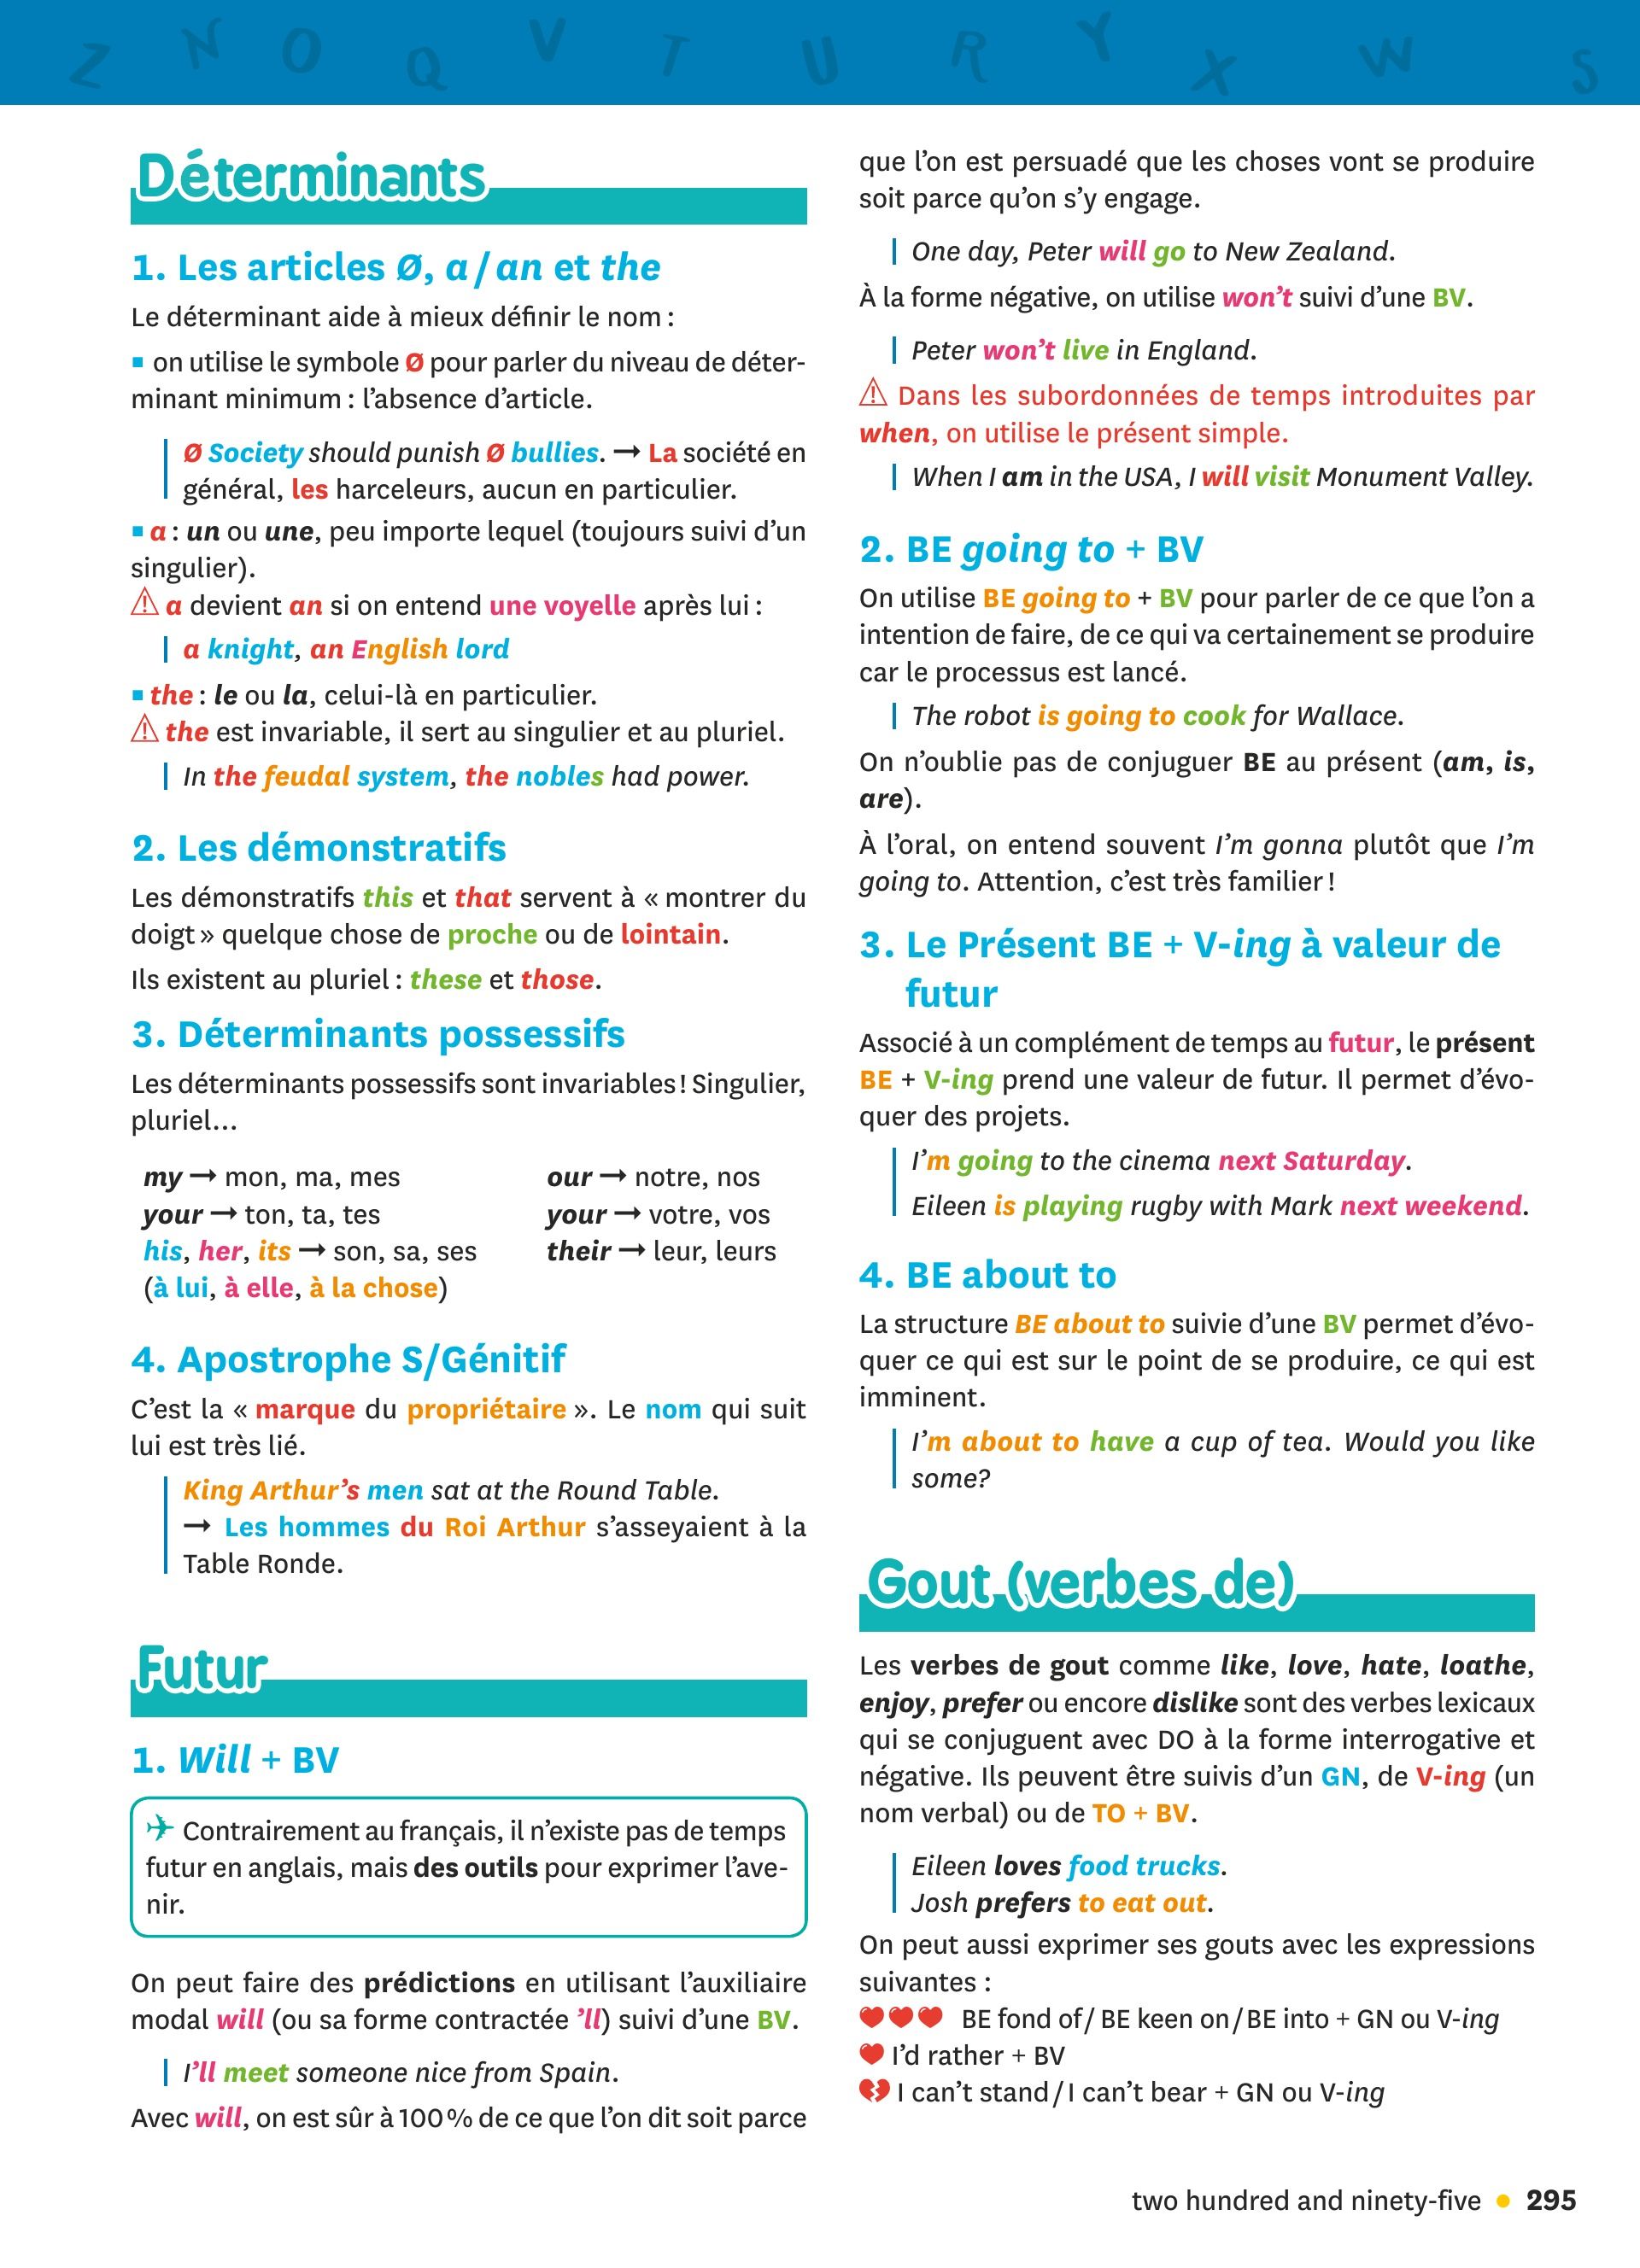 Z N O Q V T U R Y X W S
Déterminants
1. Les articles Ø, a / an et the
Le déterminant aide à mieux définir le nom :
▪ on utilise le symbole Ø pour parler du niveau de déter-
minant minimum : l’absence d’article.
Ø Society should punish Ø bullies. → La société en
général, les harceleurs, aucun en particulier.
▪ a : un ou une, peu importe lequel (toujours suivi d’un
singulier).
⚠ a devient an si on entend une voyelle après lui :
a knight, an English lord
▪ the : le ou la, celui-là en particulier.
⚠ the est invariable, il sert au singulier et au pluriel.
In the feudal system, the nobles had power.
2. Les démonstratifs
Les démonstratifs this et that servent à « montrer du
doigt » quelque chose de proche ou de lointain.
Ils existent au pluriel : these et those.
3. Déterminants possessifs
Les déterminants possessifs sont invariables ! Singulier,
pluriel...
my → mon, ma, mes
your → ton, ta, tes
his, her, its → son, sa, ses
(à lui, à elle, à la chose)
our → notre, nos
your → votre, vos
their → leur, leurs
4. Apostrophe S/Génitif
C’est la « marque du propriétaire ». Le nom qui suit
lui est très lié.
King Arthur’s men sat at the Round Table.
→ Les hommes du Roi Arthur s’asseyaient à la
Table Ronde.
Futur
1. Will + BV
✈ Contrairement au français, il n’existe pas de temps
futur en anglais, mais des outils pour exprimer l’ave-
nir.
On peut faire des prédictions en utilisant l’auxiliaire
modal will (ou sa forme contractée ’ll) suivi d’une BV.
I’ll meet someone nice from Spain.
Avec will, on est sûr à 100 % de ce que l’on dit soit parce
que l’on est persuadé que les choses vont se produire
soit parce qu’on s’y engage.
One day, Peter will go to New Zealand.
À la forme négative, on utilise won’t suivi d’une BV.
Peter won’t live in England.
⚠ Dans les subordonnées de temps introduites par
when, on utilise le présent simple.
When I am in the USA, I will visit Monument Valley.
2. BE going to + BV
On utilise BE going to + BV pour parler de ce que l’on a
intention de faire, de ce qui va certainement se produire
car le processus est lancé.
The robot is going to cook for Wallace.
On n’oublie pas de conjuguer BE au présent (am, is,
are).
À l’oral, on entend souvent I’m gonna plutôt que I’m
going to. Attention, c’est très familier !
3. Le Présent BE + V-ing à valeur de
futur
Associé à un complément de temps au futur, le présent
BE + V-ing prend une valeur de futur. Il permet d’évo-
quer des projets.
I’m going to the cinema next Saturday.
Eileen is playing rugby with Mark next weekend.
4. BE about to
La structure BE about to suivie d’une BV permet d’évo-
quer ce qui est sur le point de se produire, ce qui est
imminent.
I’m about to have a cup of tea. Would you like
some?
Gout (verbes de)
Les verbes de gout comme like, love, hate, loathe,
enjoy, prefer ou encore dislike sont des verbes lexicaux
qui se conjuguent avec DO à la forme interrogative et
négative. Ils peuvent être suivis d’un GN, de V-ing (un
nom verbal) ou de TO + BV.
Eileen loves food trucks.
Josh prefers to eat out.
On peut aussi exprimer ses gouts avec les expressions
suivantes :
❤❤❤ BE fond of / BE keen on / BE into + GN ou V-ing
❤ I’d rather + BV
💔 I can’t stand / I can’t bear + GN ou V-ing
two hundred and ninety-five • 295